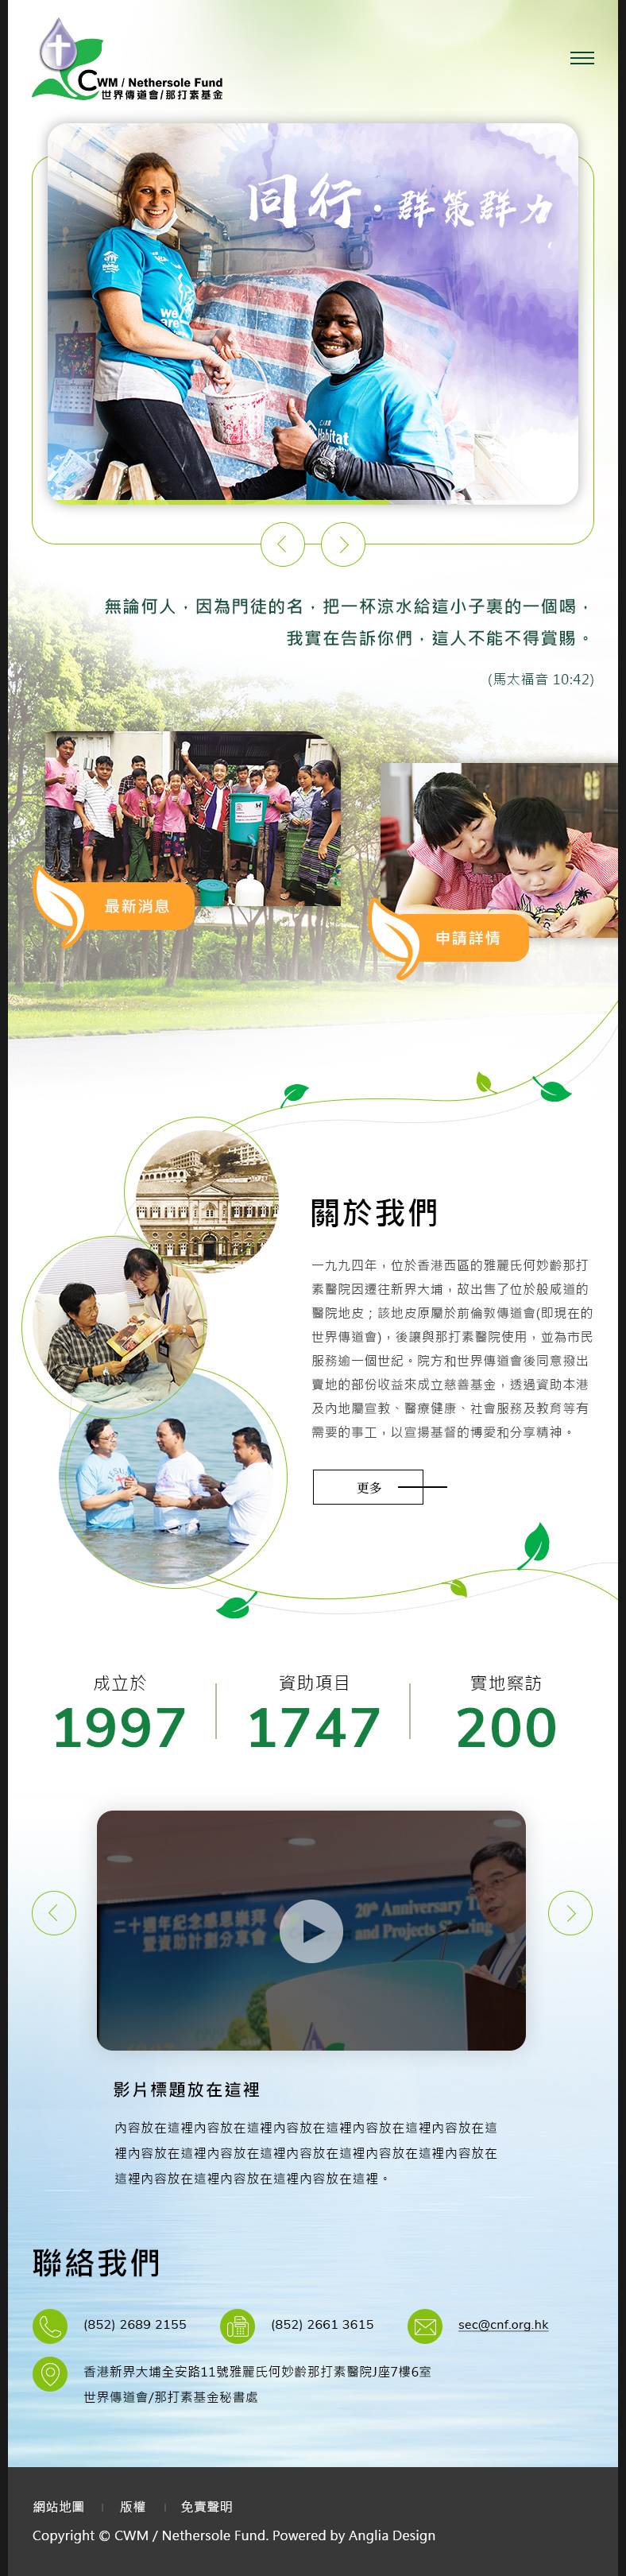 CWM / Nethersole Fund
世界傳道會/那打素基金
同行·群策群力
we are
Habitat
無論何人，因為門徒的名，把一杯涼水給這小子裏的一個喝，
我實在告訴你們，這人不能不得賞賜。
(馬太福音 10:42)
最新消息
申請詳情
關於我們
一九九四年，位於香港西區的雅麗氏何妙齡那打
素醫院因遷往新界大埔，故出售了位於般咸道的
醫院地皮；該地皮原屬於前倫敦傳道會(即現在的
世界傳道會)，後讓與那打素醫院使用，並為市民
服務逾一個世紀。院方和世界傳道會後同意撥出
賣地的部份收益來成立慈善基金，透過資助本港
及內地屬宣教、醫療健康、社會服務及教育等有
需要的事工，以宣揚基督的博愛和分享精神。
更多
成立於
1997
資助項目
1747
實地察訪
200
二十週年紀念感恩崇拜
暨資助計劃分享會
20th Anniversary T
and Projects Sharing
影片標題放在這裡
內容放在這裡內容放在這裡內容放在這裡內容放在這裡內容放在這
裡內容放在這裡內容放在這裡內容放在這裡內容放在這裡內容放在
這裡內容放在這裡內容放在這裡內容放在這裡。
聯絡我們
(852) 2689 2155
(852) 2661 3615
sec@cnf.org.hk
香港新界大埔全安路11號雅麗氏何妙齡那打素醫院J座7樓6室
世界傳道會/那打素基金秘書處
網站地圖 | 版權 | 免責聲明
Copyright © CWM / Nethersole Fund. Powered by Anglia Design